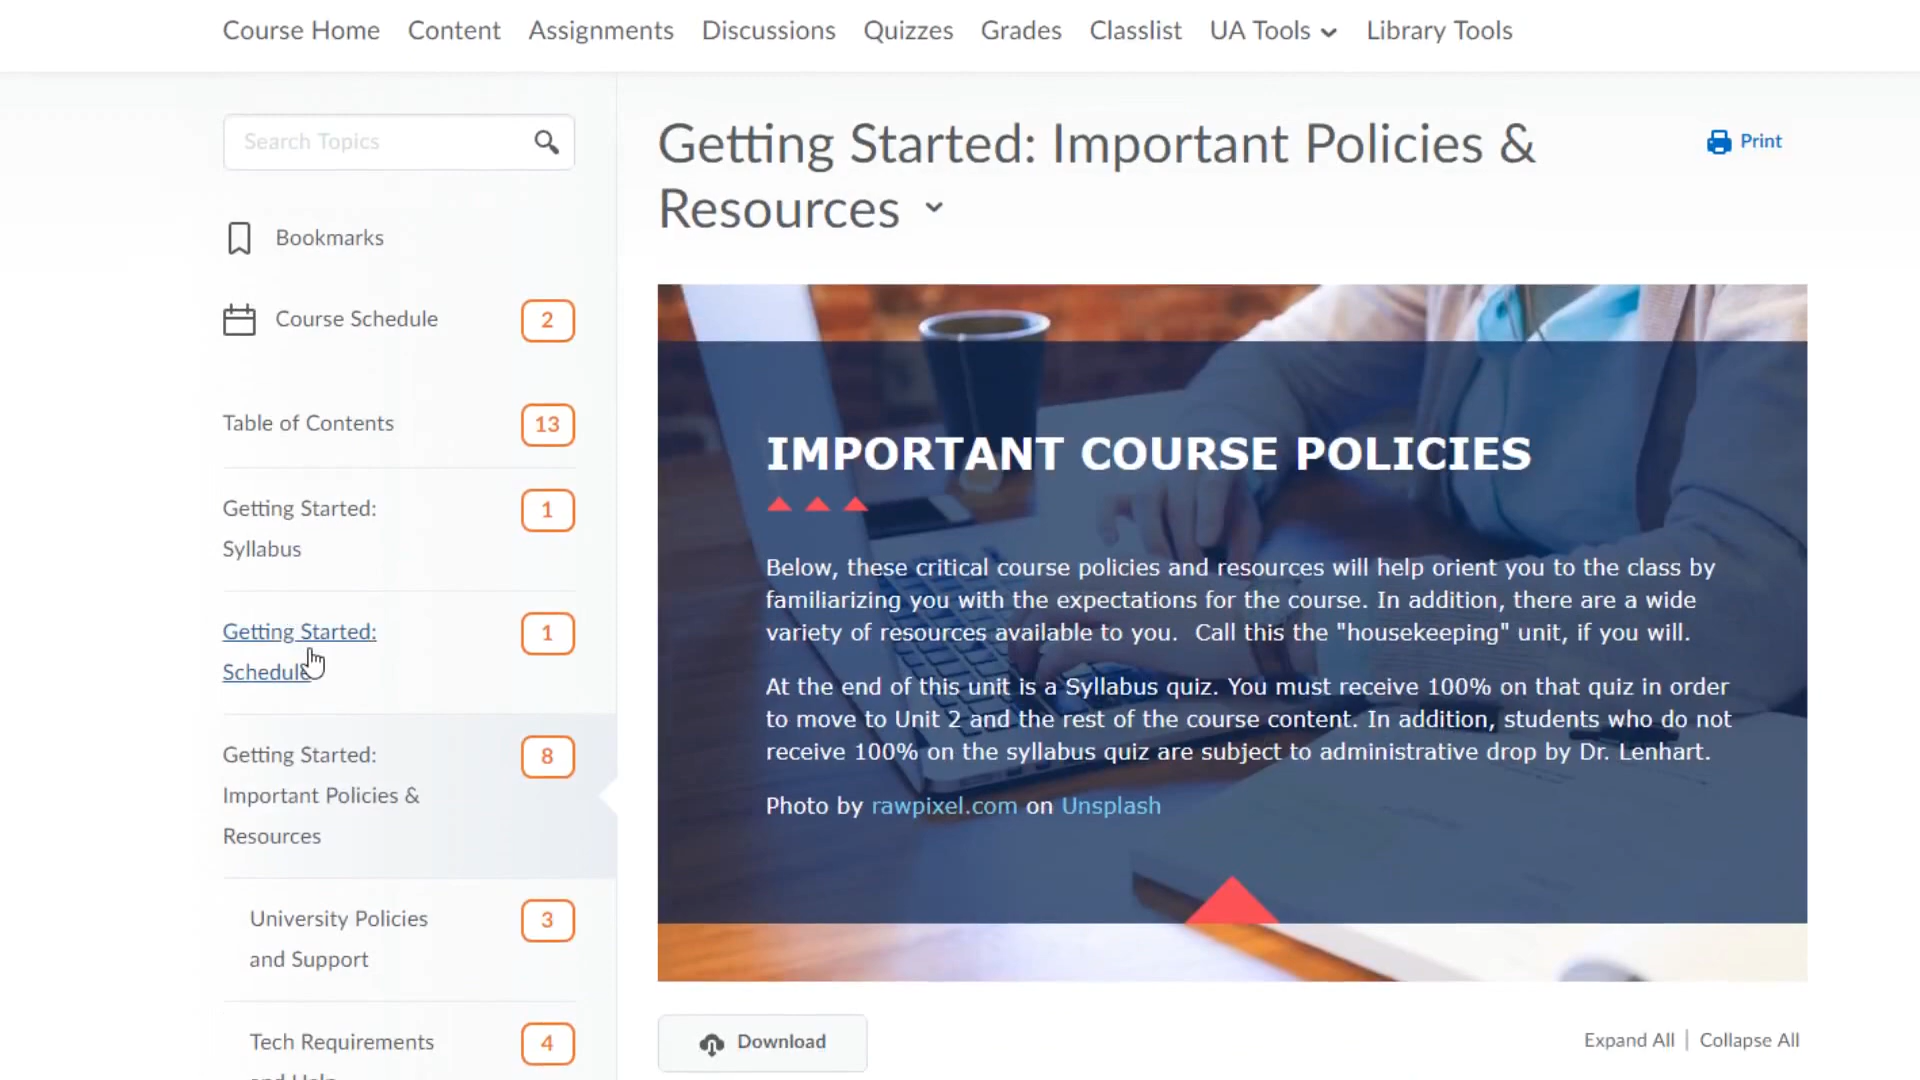 Course Home Content Assignments Discussions Quizzes Grades Classlist UA Tools Library Tools
Search Topics
Bookmarks
Course Schedule 2
Table of Contents 13
Getting Started: 1
Syllabus
Getting Started: 1
Schedule
Getting Started: 8
Important Policies &
Resources
University Policies 3
and Support
Tech Requirements 4
and Help
Getting Started: Important Policies &
Resources
Print
IMPORTANT COURSE POLICIES
Below, these critical course policies and resources will help orient you to the class by
familiarizing you with the expectations for the course. In addition, there are a wide
variety of resources available to you. Call this the "housekeeping" unit, if you will.
At the end of this unit is a Syllabus quiz. You must receive 100% on that quiz in order
to move to Unit 2 and the rest of the course content. In addition, students who do not
receive 100% on the syllabus quiz are subject to administrative drop by Dr. Lenhart.
Photo by rawpixel.com on Unsplash
Download
Expand All | Collapse All